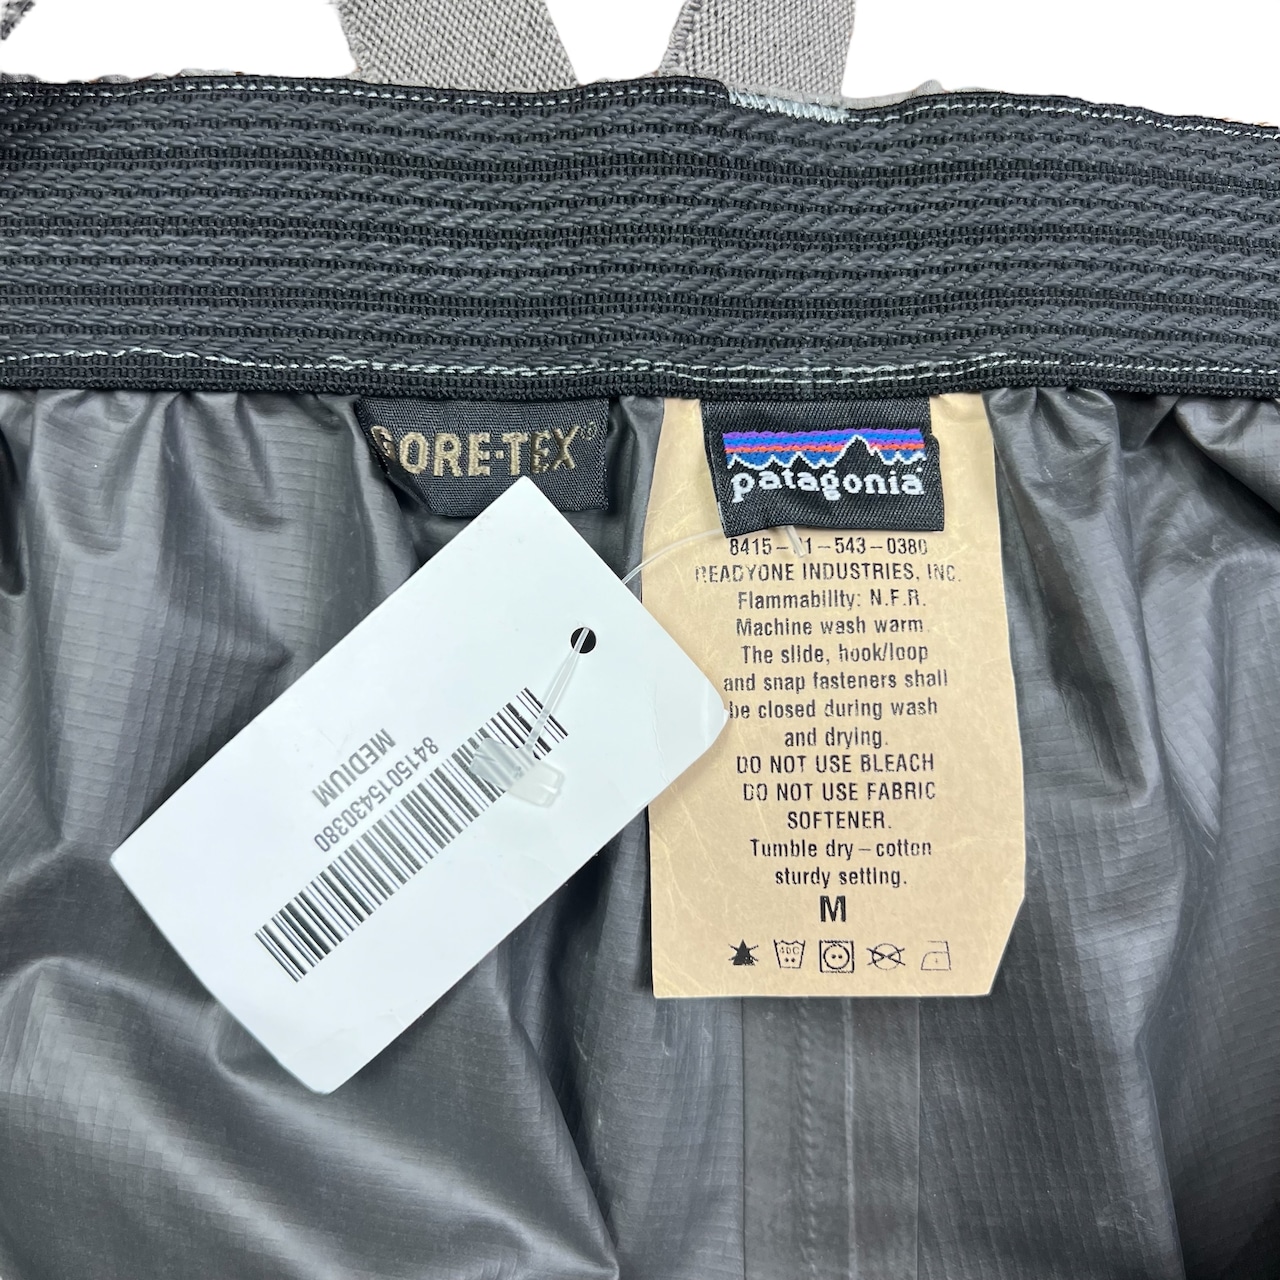 GORE-TEX®
patagonia®
8415-01-543-0380
READYONE INDUSTRIES, INC.
Flammability: N.F.R.
Machine wash warm.
The slide, hook/loop
and snap fasteners shall
be closed during wash
and drying.
DO NOT USE BLEACH
DO NOT USE FABRIC
SOFTENER.
Tumble dry – cotton
sturdy setting.
M
8415015430380
MEDIUM